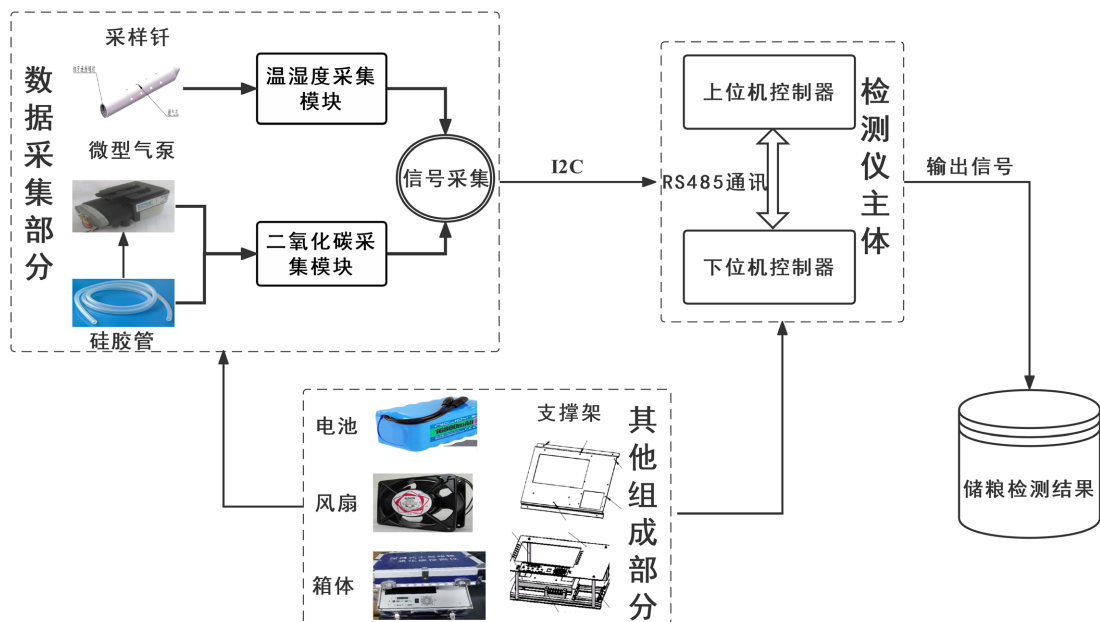 数据采集部分
采样钎
微型气泵
硅胶管
温湿度采集
模块
二氧化碳采
集模块
信号采集
I2C
上位机控制器
RS485通讯
下位机控制器
检测仪主体
输出信号
储粮检测结果
电池
16800mAh
风扇
箱体
支撑架
其他组成部分